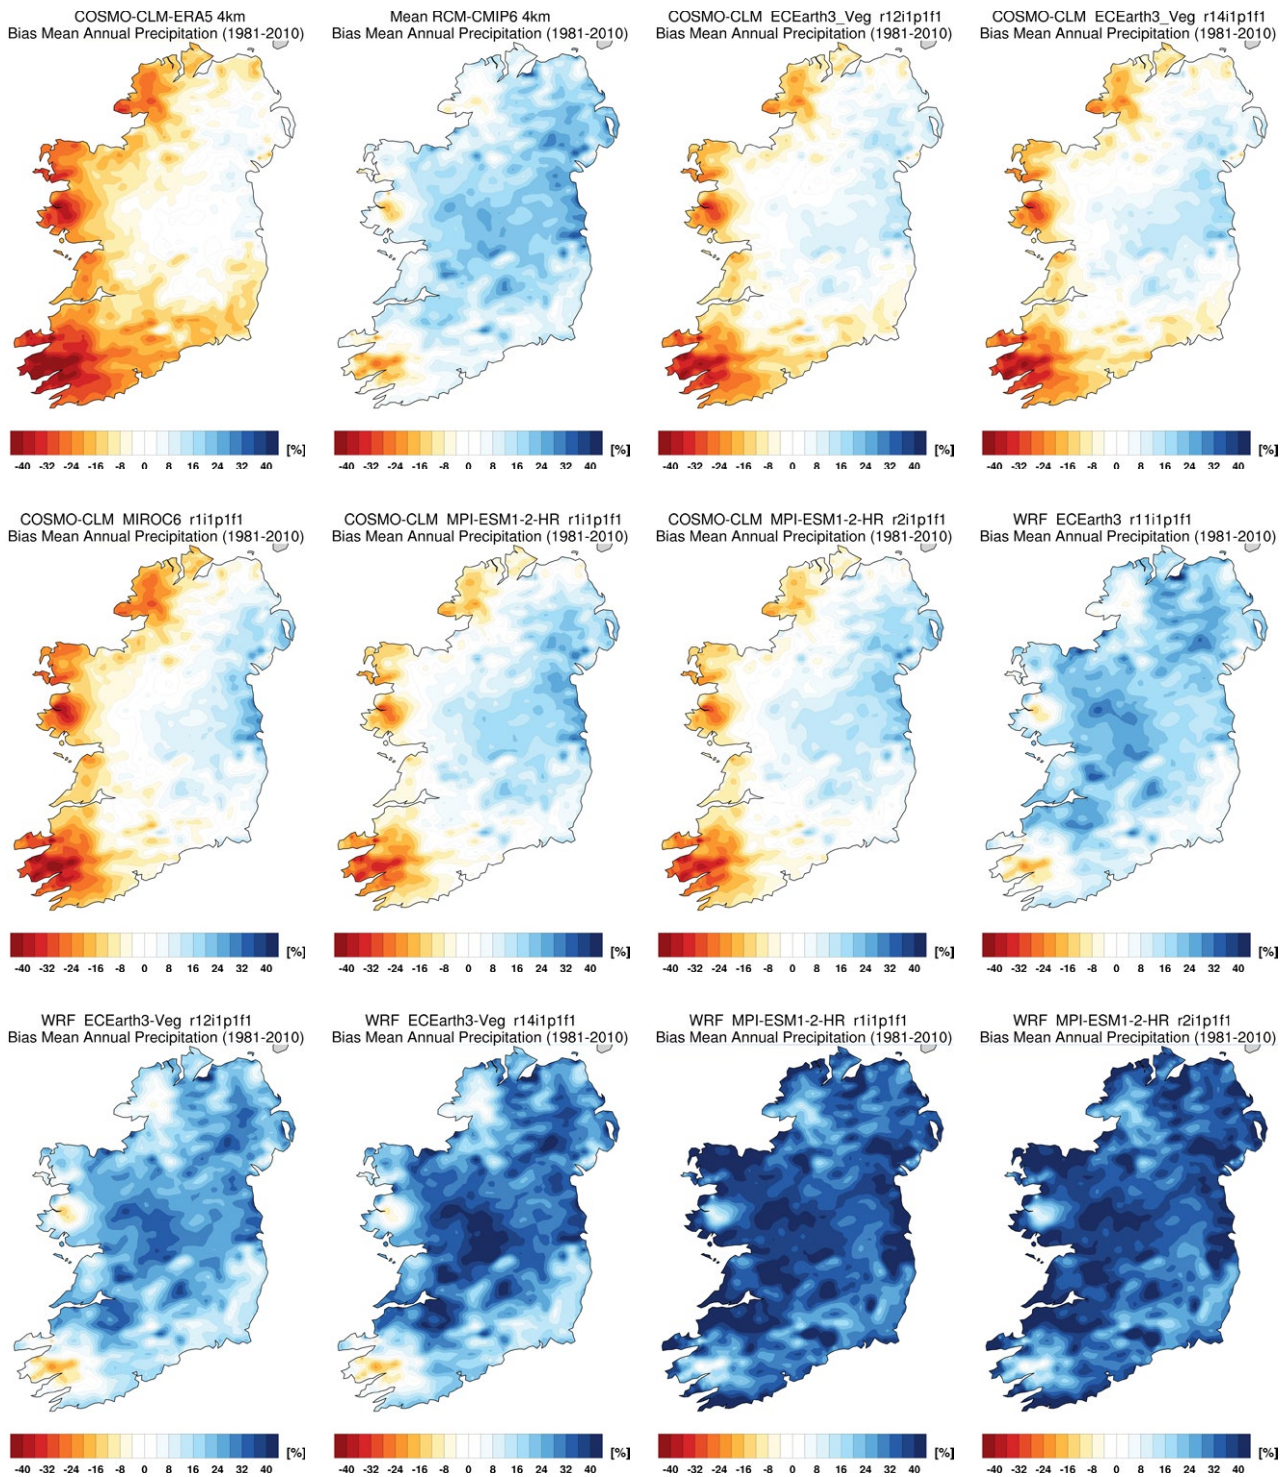 COSMO-CLM-ERA5 4km
Bias Mean Annual Precipitation (1981-2010)
Mean RCM-CMIP6 4km
Bias Mean Annual Precipitation (1981-2010)
COSMO-CLM ECEarth3_Veg r12i1p1f1
Bias Mean Annual Precipitation (1981-2010)
COSMO-CLM ECEarth3_Veg r14i1p1f1
Bias Mean Annual Precipitation (1981-2010)
-40 -32 -24 -16 -8 0 8 16 24 32 40 [%]
-40 -32 -24 -16 -8 0 8 16 24 32 40 [%]
-40 -32 -24 -16 -8 0 8 16 24 32 40 [%]
-40 -32 -24 -16 -8 0 8 16 24 32 40 [%]
COSMO-CLM MIROC6 r1i1p1f1
Bias Mean Annual Precipitation (1981-2010)
COSMO-CLM MPI-ESM1-2-HR r1i1p1f1
Bias Mean Annual Precipitation (1981-2010)
COSMO-CLM MPI-ESM1-2-HR r2i1p1f1
Bias Mean Annual Precipitation (1981-2010)
WRF ECEarth3 r11i1p1f1
Bias Mean Annual Precipitation (1981-2010)
-40 -32 -24 -16 -8 0 8 16 24 32 40 [%]
-40 -32 -24 -16 -8 0 8 16 24 32 40 [%]
-40 -32 -24 -16 -8 0 8 16 24 32 40 [%]
-40 -32 -24 -16 -8 0 8 16 24 32 40 [%]
WRF ECEarth3-Veg r12i1p1f1
Bias Mean Annual Precipitation (1981-2010)
WRF ECEarth3-Veg r14i1p1f1
Bias Mean Annual Precipitation (1981-2010)
WRF MPI-ESM1-2-HR r1i1p1f1
Bias Mean Annual Precipitation (1981-2010)
WRF MPI-ESM1-2-HR r2i1p1f1
Bias Mean Annual Precipitation (1981-2010)
-40 -32 -24 -16 -8 0 8 16 24 32 40 [%]
-40 -32 -24 -16 -8 0 8 16 24 32 40 [%]
-40 -32 -24 -16 -8 0 8 16 24 32 40 [%]
-40 -32 -24 -16 -8 0 8 16 24 32 40 [%]